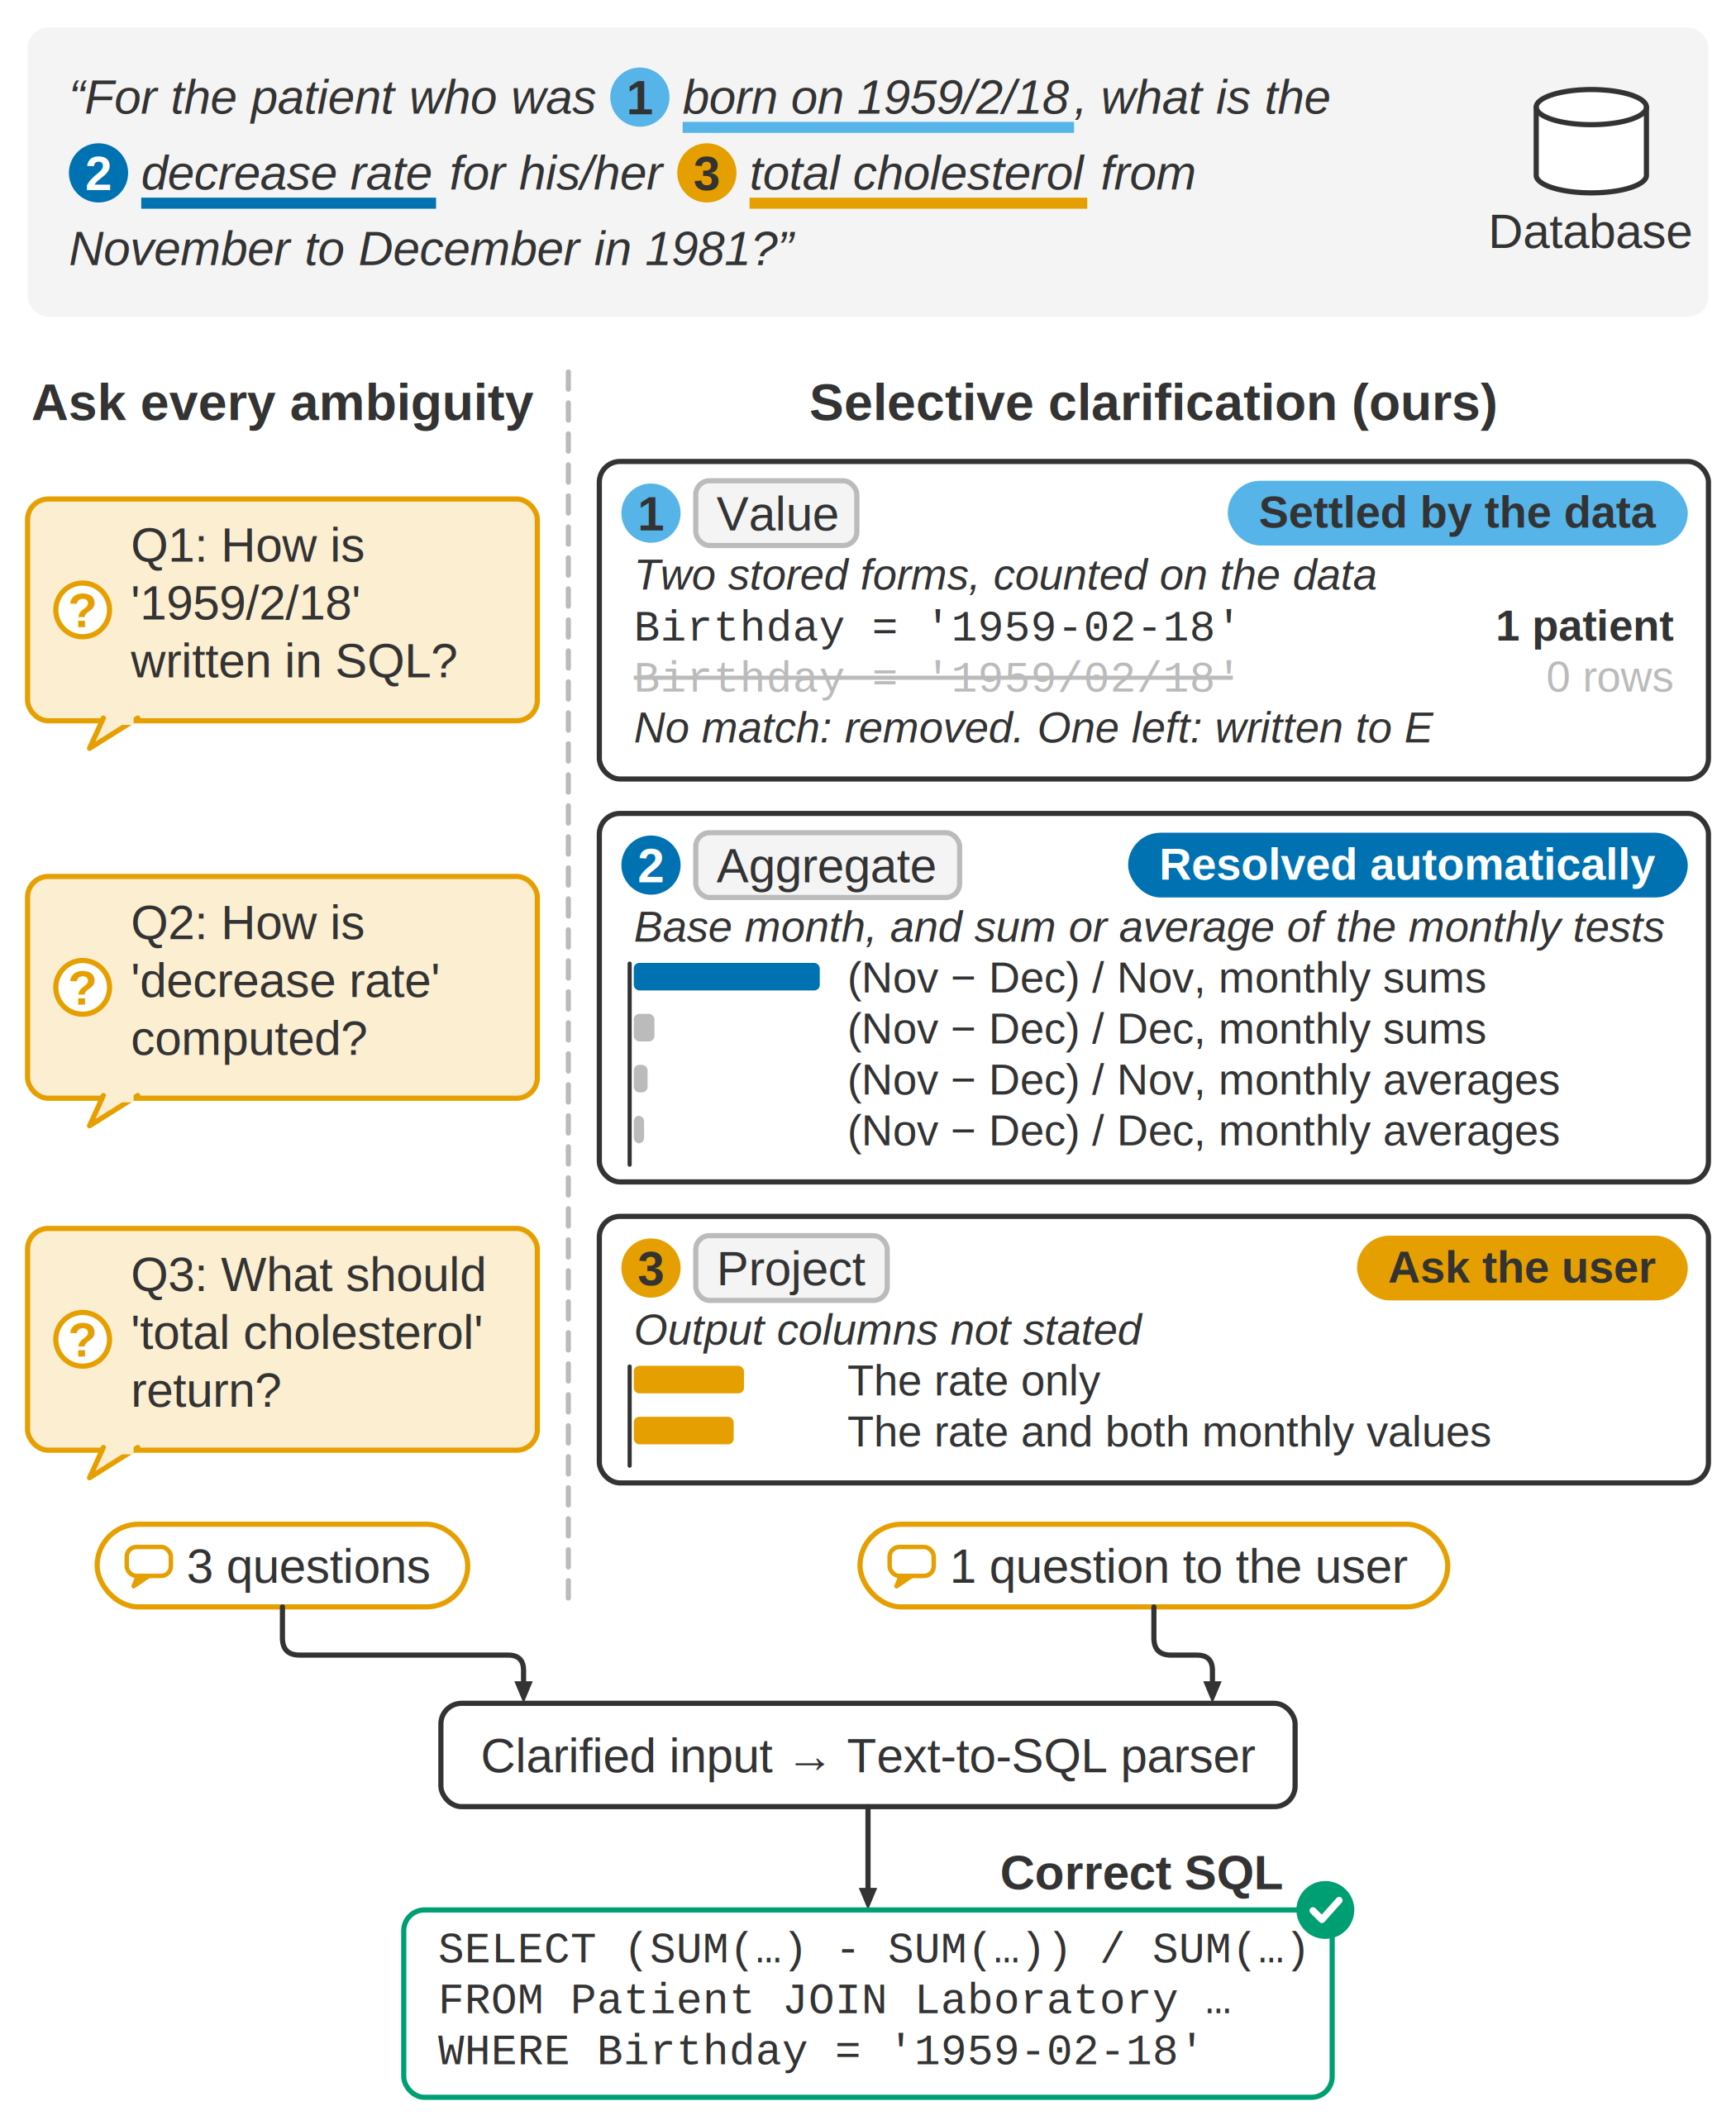 “For the patient who was 1 born on 1959/2/18, what is the
2 decrease rate for his/her 3 total cholesterol from
November to December in 1981?”
Database
Ask every ambiguity
Q1: How is
'1959/2/18'
written in SQL?
?
Q2: How is
'decrease rate'
computed?
?
Q3: What should
'total cholesterol'
return?
?
3 questions
Selective clarification (ours)
1 Value Settled by the data
Two stored forms, counted on the data
Birthday = '1959-02-18' 1 patient
Birthday = '1959/02/18' 0 rows
No match: removed. One left: written to E
2 Aggregate Resolved automatically
Base month, and sum or average of the monthly tests
(Nov − Dec) / Nov, monthly sums
(Nov − Dec) / Dec, monthly sums
(Nov − Dec) / Nov, monthly averages
(Nov − Dec) / Dec, monthly averages
3 Project Ask the user
Output columns not stated
The rate only
The rate and both monthly values
1 question to the user
Clarified input → Text-to-SQL parser
Correct SQL
SELECT (SUM(…) - SUM(…)) / SUM(…)
FROM Patient JOIN Laboratory …
WHERE Birthday = '1959-02-18'